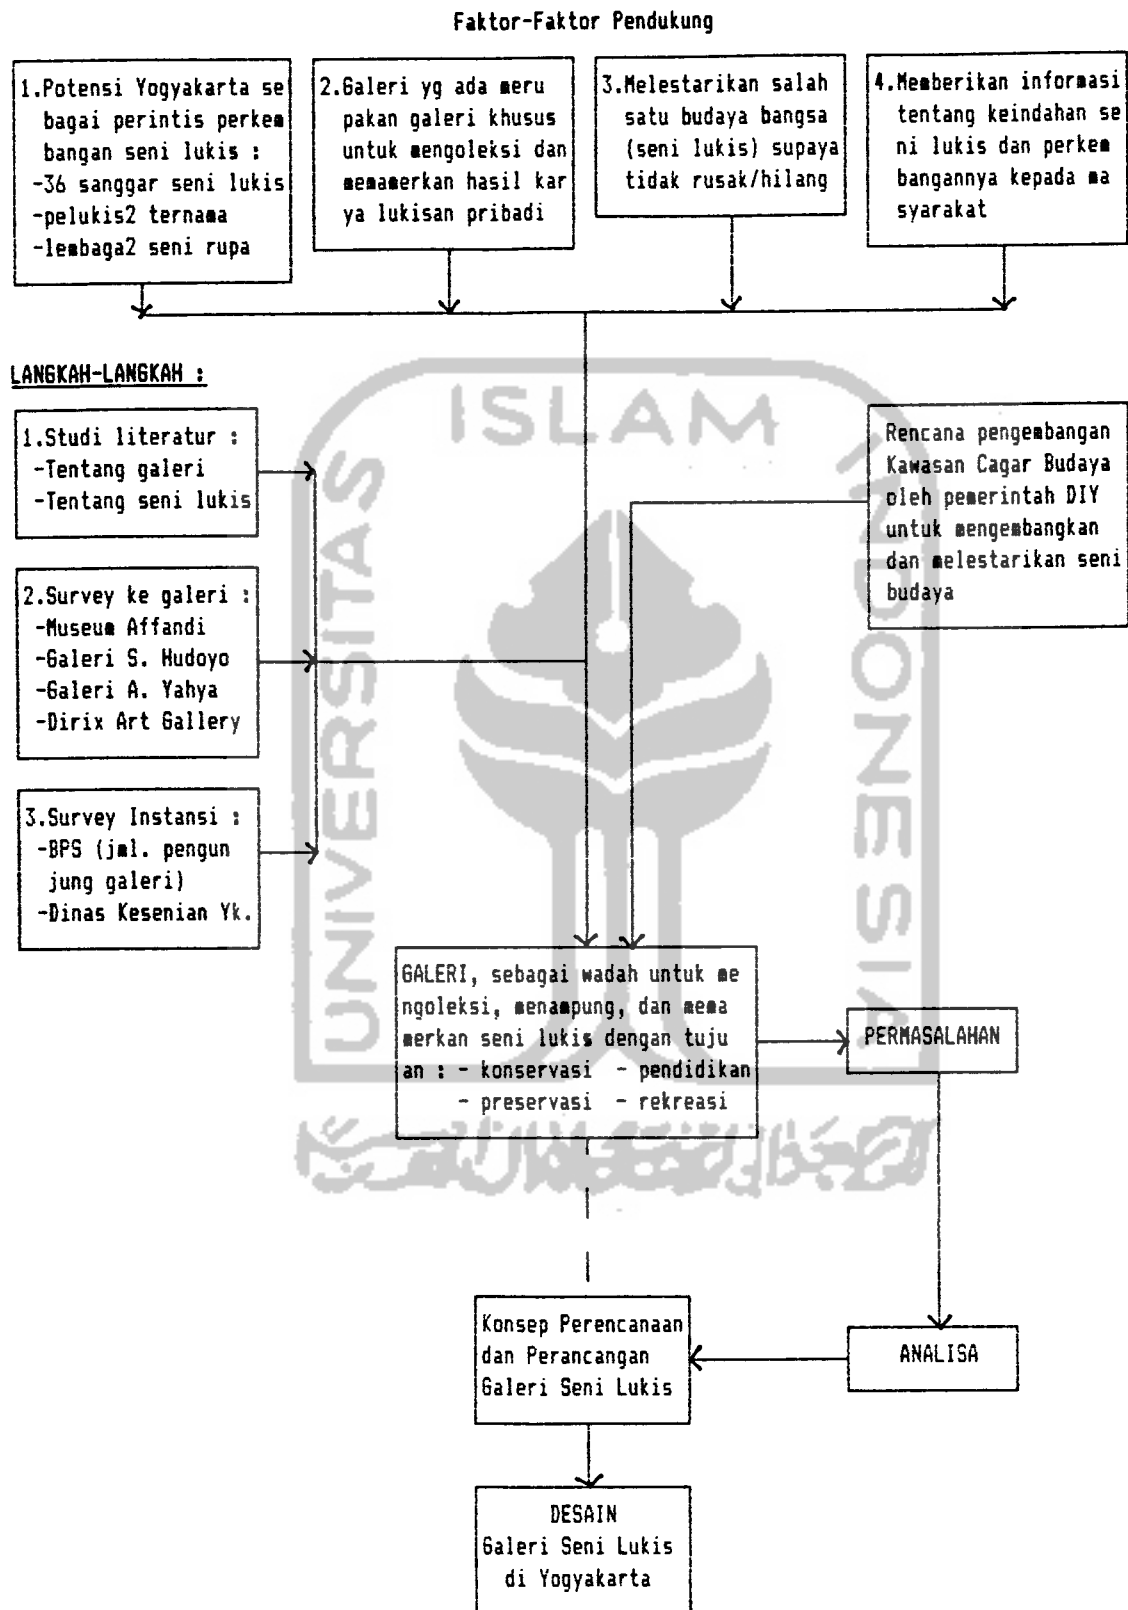 Faktor-Faktor Pendukung
1.Potensi Yogyakarta se
bagai perintis perkem
bangan seni lukis :
-36 sanggar seni lukis
-pelukis2 ternama
-lembaga2 seni rupa
2.Galeri yg ada meru
pakan galeri khusus
untuk mengoleksi dan
memamerkan hasil kar
ya lukisan pribadi
3.Melestarikan salah
satu budaya bangsa
(seni lukis) supaya
tidak rusak/hilang
4.Memberikan informasi
tentang keindahan se
ni lukis dan perkem
bangannya kepada ma
syarakat
LANGKAH-LANGKAH :
1.Studi literatur :
-Tentang galeri
-Tentang seni lukis
Rencana pengembangan
Kawasan Cagar Budaya
oleh pemerintah DIY
untuk mengembangkan
dan melestarikan seni
budaya
2.Survey ke galeri :
-Museum Affandi
-Galeri S. Hudoyo
-Galeri A. Yahya
-Dirix Art Gallery
3.Survey Instansi :
-BPS (jml. pengun
jung galeri)
-Dinas Kesenian Yk.
UNIVERSITAS
ISLAM
INDONESIA
GALERI, sebagai wadah untuk me
ngoleksi, menampung, dan mema
merkan seni lukis dengan tuju
an : - konservasi - pendidikan
- preservasi - rekreasi
PERMASALAHAN
ANALISA
Konsep Perencanaan
dan Perancangan
Galeri Seni Lukis
DESAIN
Galeri Seni Lukis
di Yogyakarta